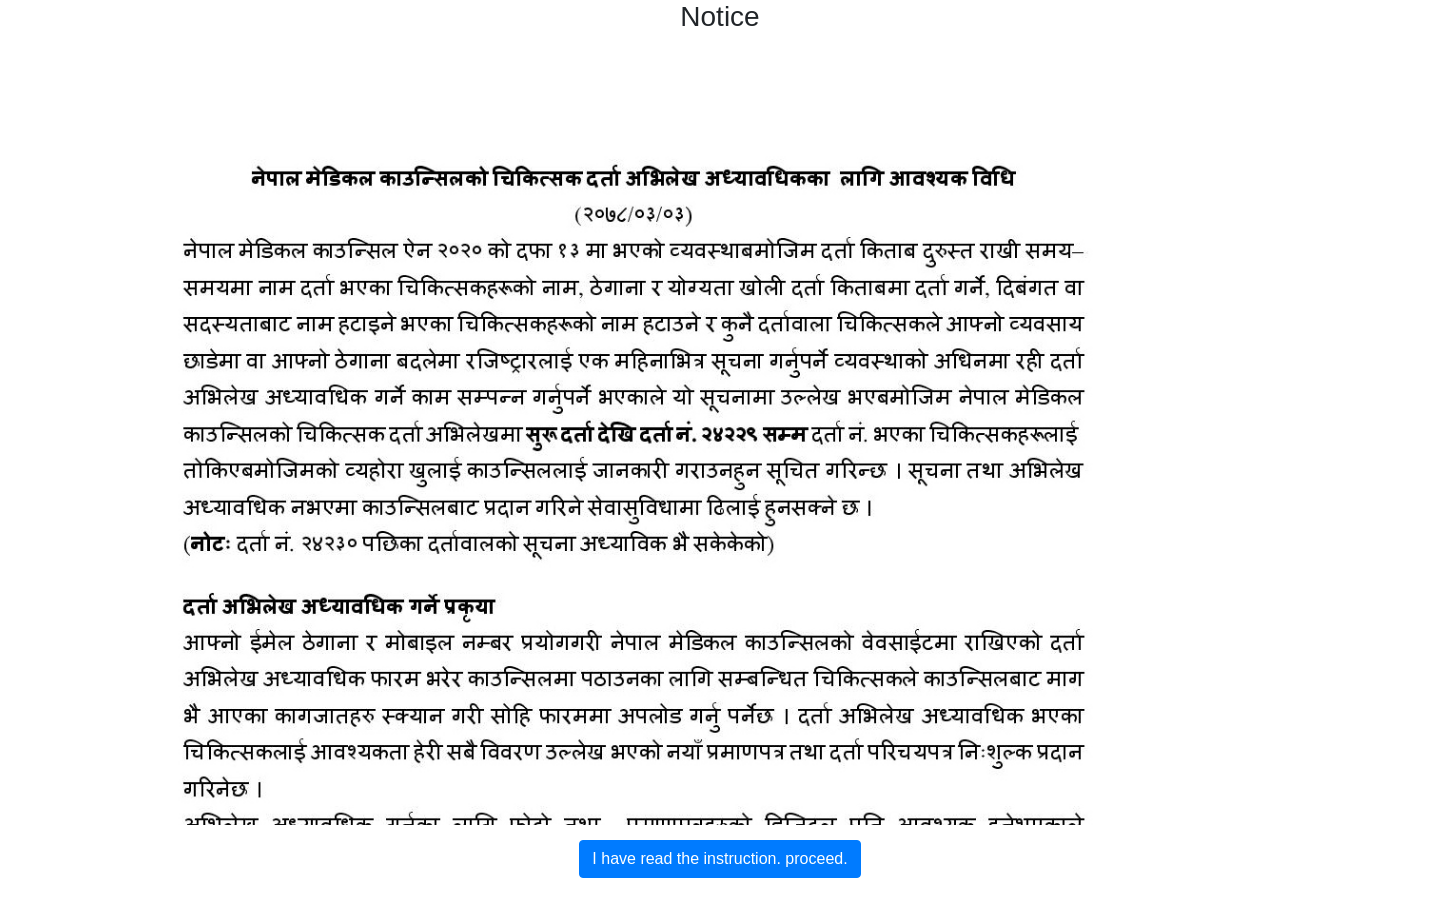 Notice
नेपाल मेडिकल काउन्सिलको चिकित्सक दर्ता अभिलेख अध्यावधिकका लागि आवश्यक विधि
(२०७८/०३/०३)
नेपाल मेडिकल काउन्सिल ऐन २०२० को दफा १३ मा भएको व्यवस्थाबमोजिम दर्ता किताब दुरुस्त राखी समय–
समयमा नाम दर्ता भएका चिकित्सकहरूको नाम, ठेगाना र योग्यता खोली दर्ता किताबमा दर्ता गर्ने, दिबंगत वा
सदस्यताबाट नाम हटाइने भएका चिकित्सकहरूको नाम हटाउने र कुनै दर्तावाला चिकित्सकले आफ्नो व्यवसाय
छाडेमा वा आफ्नो ठेगाना बदलेमा रजिष्ट्रारलाई एक महिनाभित्र सूचना गर्नुपर्ने व्यवस्थाको अधिनमा रही दर्ता
अभिलेख अध्यावधिक गर्ने काम सम्पन्न गर्नुपर्ने भएकाले यो सूचनामा उल्लेख भएबमोजिम नेपाल मेडिकल
काउन्सिलको चिकित्सक दर्ता अभिलेखमा सुरू दर्ता देखि दर्ता नं. २४२२९ सम्म दर्ता नं. भएका चिकित्सकहरूलाई
तोकिएबमोजिमको व्यहोरा खुलाई काउन्सिललाई जानकारी गराउनहुन सूचित गरिन्छ । सूचना तथा अभिलेख
अध्यावधिक नभएमा काउन्सिलबाट प्रदान गरिने सेवासुविधामा ढिलाई हुनसक्ने छ ।
(नोटः दर्ता नं. २४२३० पछिका दर्तावालको सूचना अध्याविक भै सकेकेको)
दर्ता अभिलेख अध्यावधिक गर्ने प्रकृया
आफ्नो ईमेल ठेगाना र मोबाइल नम्बर प्रयोगगरी नेपाल मेडिकल काउन्सिलको वेवसाईटमा राखिएको दर्ता
अभिलेख अध्यावधिक फारम भरेर काउन्सिलमा पठाउनका लागि सम्बन्धित चिकित्सकले काउन्सिलबाट माग
भै आएका कागजातहरु स्क्यान गरी सोहि फारममा अपलोड गर्नु पर्नेछ । दर्ता अभिलेख अध्यावधिक भएका
चिकित्सकलाई आवश्यकता हेरी सबै विवरण उल्लेख भएको नयाँ प्रमाणपत्र तथा दर्ता परिचयपत्र निःशुल्क प्रदान
गरिनेछ ।
I have read the instruction. proceed.